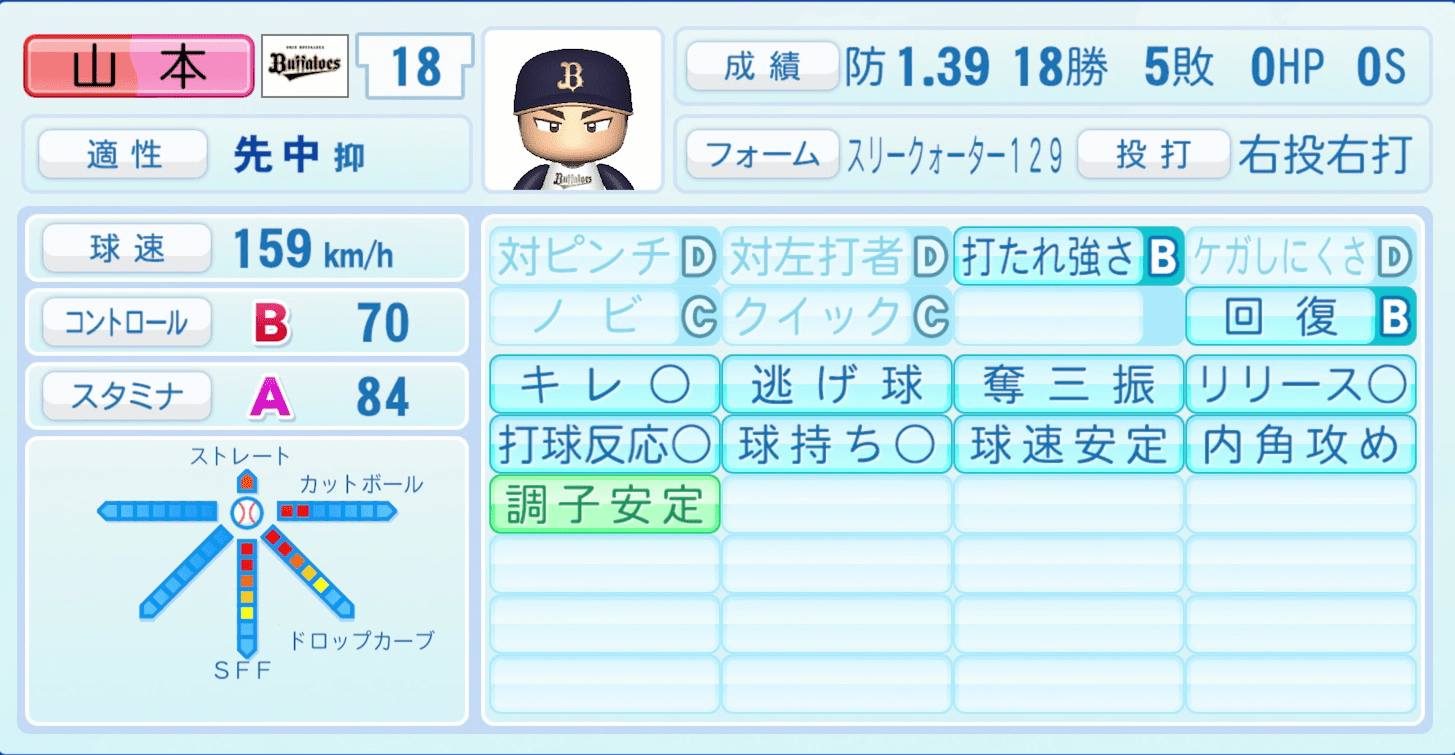 山本 Buffaloes 18
成績 防1.39 18勝 5敗 0HP 0S
適性 先 中 抑
フォーム スリークォーター129 投打 右投右打
B
Buffaloes
球速 159 km/h
コントロール B 70
スタミナ A 84
ストレート
カットボール
ドロップカーブ
SFF
対ピンチ D 対左打者 D 打たれ強さ B ケガしにくさ D
ノビ C クイック C 回復 B
キレ〇 逃げ球 奪三振 リリース〇
打球反応〇 球持ち〇 球速安定 内角攻め
調子安定